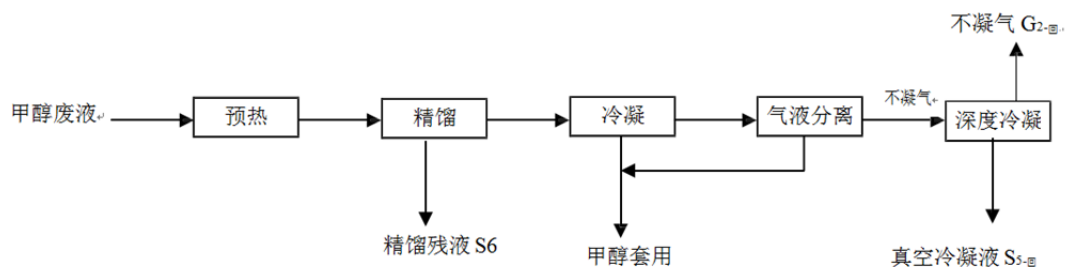 不凝气 G2-回
甲醇废液
预热
精馏
冷凝
气液分离
不凝气
深度冷凝
精馏残液 S6
甲醇套用
真空冷凝液 S5-回